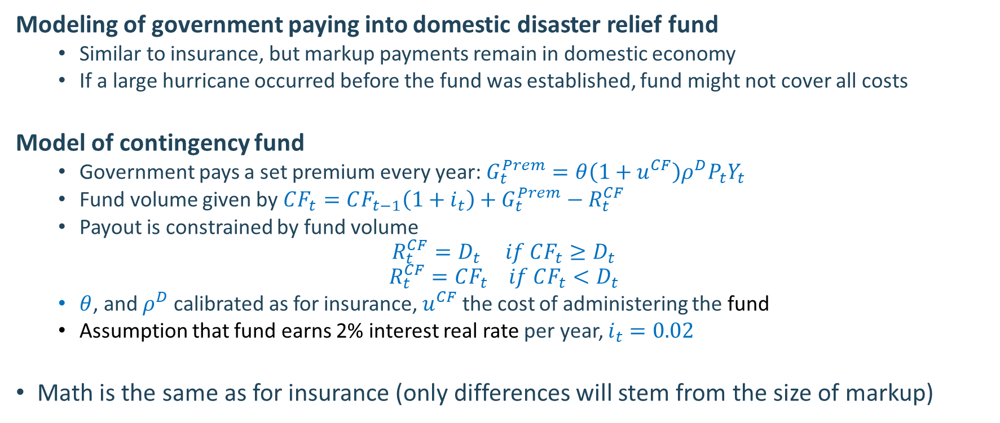 Modeling of government paying into domestic disaster relief fund
• Similar to insurance, but markup payments remain in domestic economy
• If a large hurricane occurred before the fund was established, fund might not cover all costs
Model of contingency fund
• Government pays a set premium every year: $G_t^{Prem} = \theta(1 + u^{CF})\rho^D P_t Y_t$
• Fund volume given by $CF_t = CF_{t-1}(1 + i_t) + G_t^{Prem} - R_t^{CF}$
• Payout is constrained by fund volume
$R_t^{CF} = D_t \quad if \ CF_t \geq D_t$
$R_t^{CF} = CF_t \quad if \ CF_t < D_t$
• $\theta$, and $\rho^D$ calibrated as for insurance, $u^{CF}$ the cost of administering the fund
• Assumption that fund earns 2% interest real rate per year, $i_t = 0.02$
• Math is the same as for insurance (only differences will stem from the size of markup)